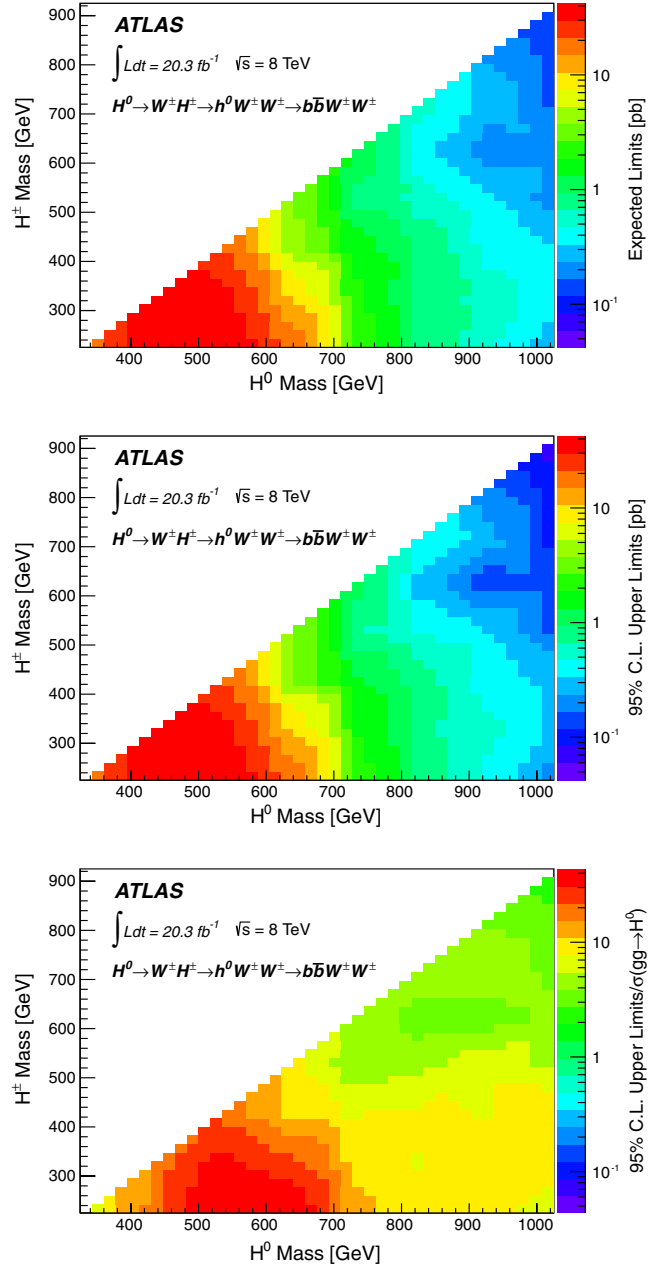 ATLAS
∫Ldt = 20.3 fb⁻¹ √s = 8 TeV
H⁰→W±H±→h⁰W±W±→bb̅W±W±
H± Mass [GeV]
900
800
700
600
500
400
300
400 500 600 700 800 900 1000
H⁰ Mass [GeV]
10
1
10⁻¹
Expected Limits [pb]
ATLAS
∫Ldt = 20.3 fb⁻¹ √s = 8 TeV
H⁰→W±H±→h⁰W±W±→bb̅W±W±
H± Mass [GeV]
900
800
700
600
500
400
300
400 500 600 700 800 900 1000
H⁰ Mass [GeV]
10
1
10⁻¹
95% C.L. Upper Limits [pb]
ATLAS
∫Ldt = 20.3 fb⁻¹ √s = 8 TeV
H⁰→W±H±→h⁰W±W±→bb̅W±W±
H± Mass [GeV]
900
800
700
600
500
400
300
400 500 600 700 800 900 1000
H⁰ Mass [GeV]
10
1
10⁻¹
95% C.L. Upper Limits/σ(gg→H⁰)